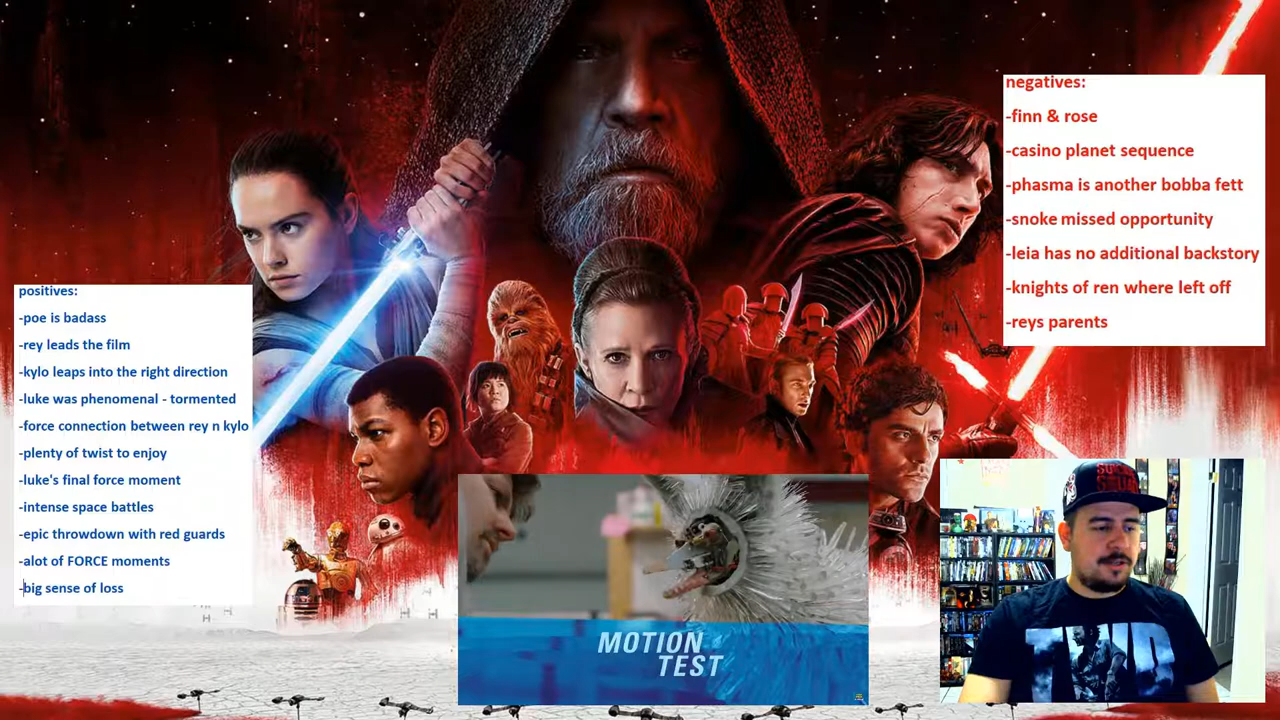 negatives:
-finn & rose
-casino planet sequence
-phasma is another bobba fett
-snoke missed opportunity
-leia has no additional backstory
-knights of ren where left off
-reys parents
positives:
-poe is badass
-rey leads the film
-kylo leaps into the right direction
-luke was phenomenal - tormented
-force connection between rey n kylo
-plenty of twist to enjoy
-luke's final force moment
-intense space battles
-epic throwdown with red guards
-alot of FORCE moments
-big sense of loss
MOTION
TEST
TWD